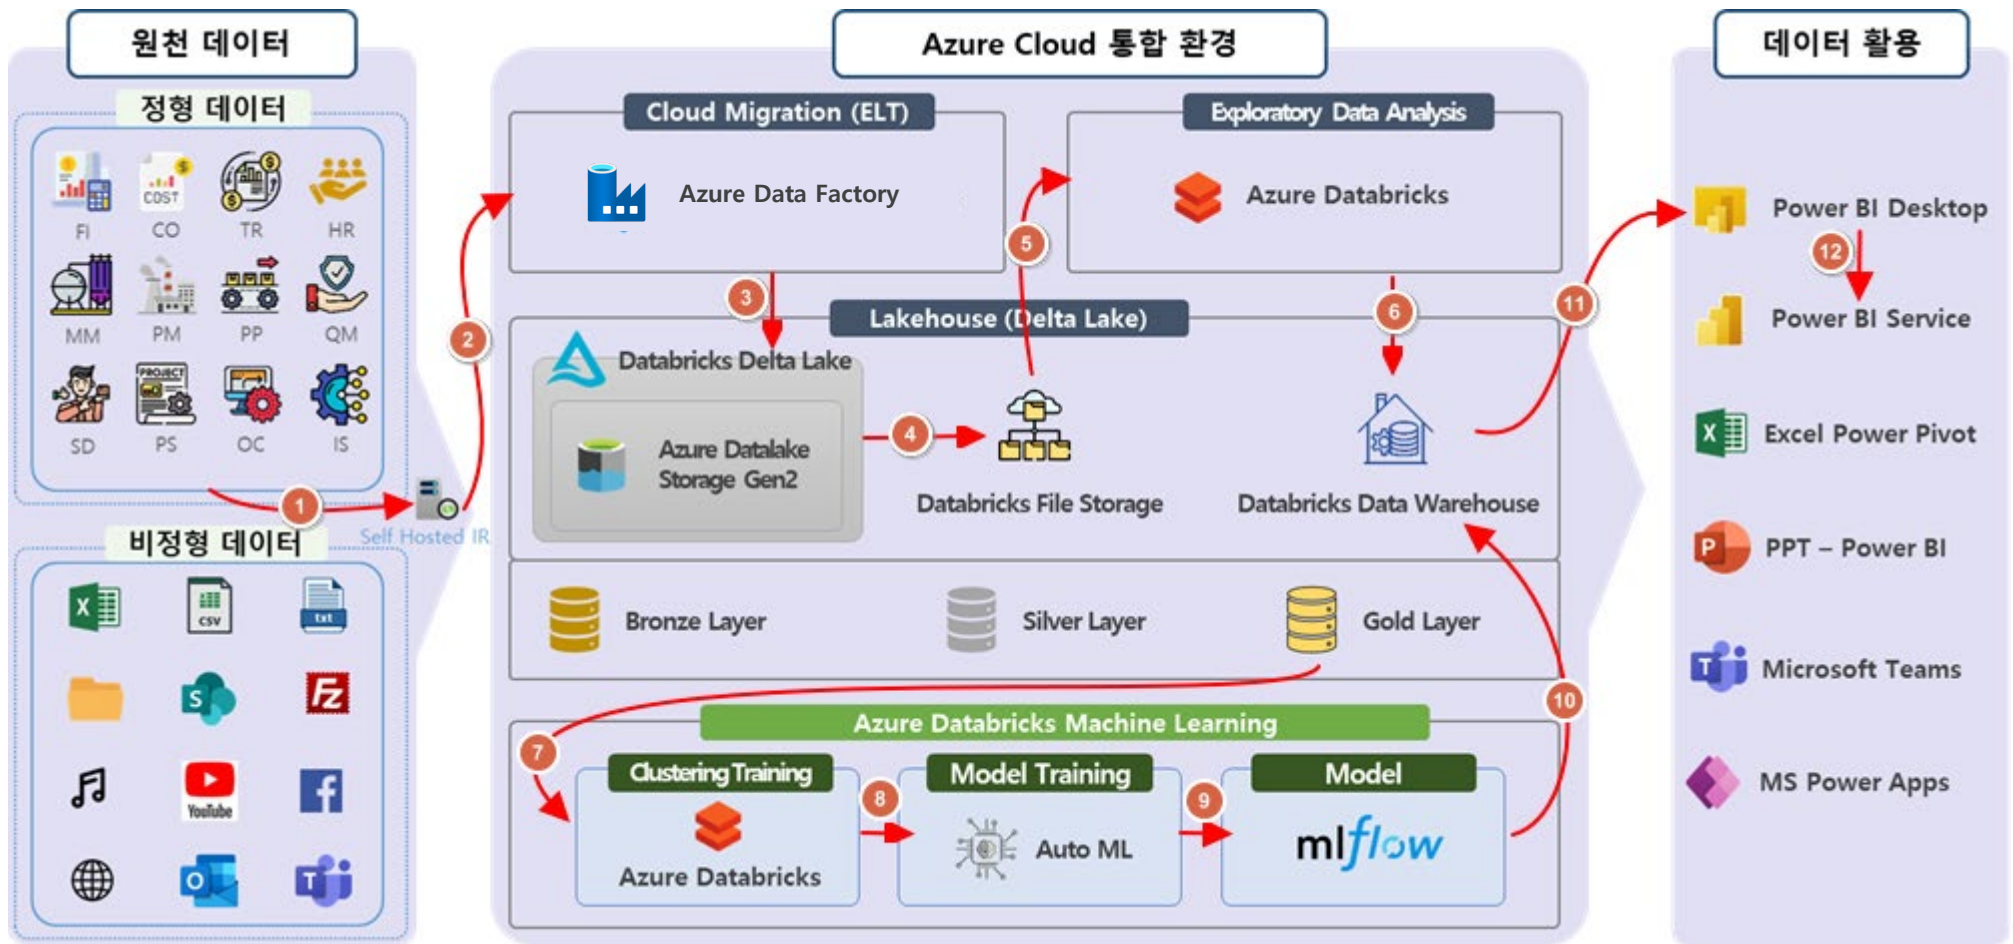 원천 데이터
정형 데이터
COST
FI
CO
TR
HR
MM
PM
PP
QM
PROJECT
SD
PS
OC
IS
1
Self Hosted IR
비정형 데이터
X
CSV
txt
S
FZ
YouTube
f
O
T
2
Azure Cloud 통합 환경
Cloud Migration (ELT)
Azure Data Factory
Exploratory Data Analysis
Azure Databricks
3
5
6
11
Lakehouse (Delta Lake)
Databricks Delta Lake
Azure Datalake
Storage Gen2
4
Databricks File Storage
Databricks Data Warehouse
Bronze Layer
Silver Layer
Gold Layer
10
Azure Databricks Machine Learning
7
Clustering Training
Azure Databricks
8
Model Training
Auto ML
9
Model
mlflow
데이터 활용
Power BI Desktop
12
Power BI Service
X
Excel Power Pivot
P
PPT – Power BI
T
Microsoft Teams
MS Power Apps